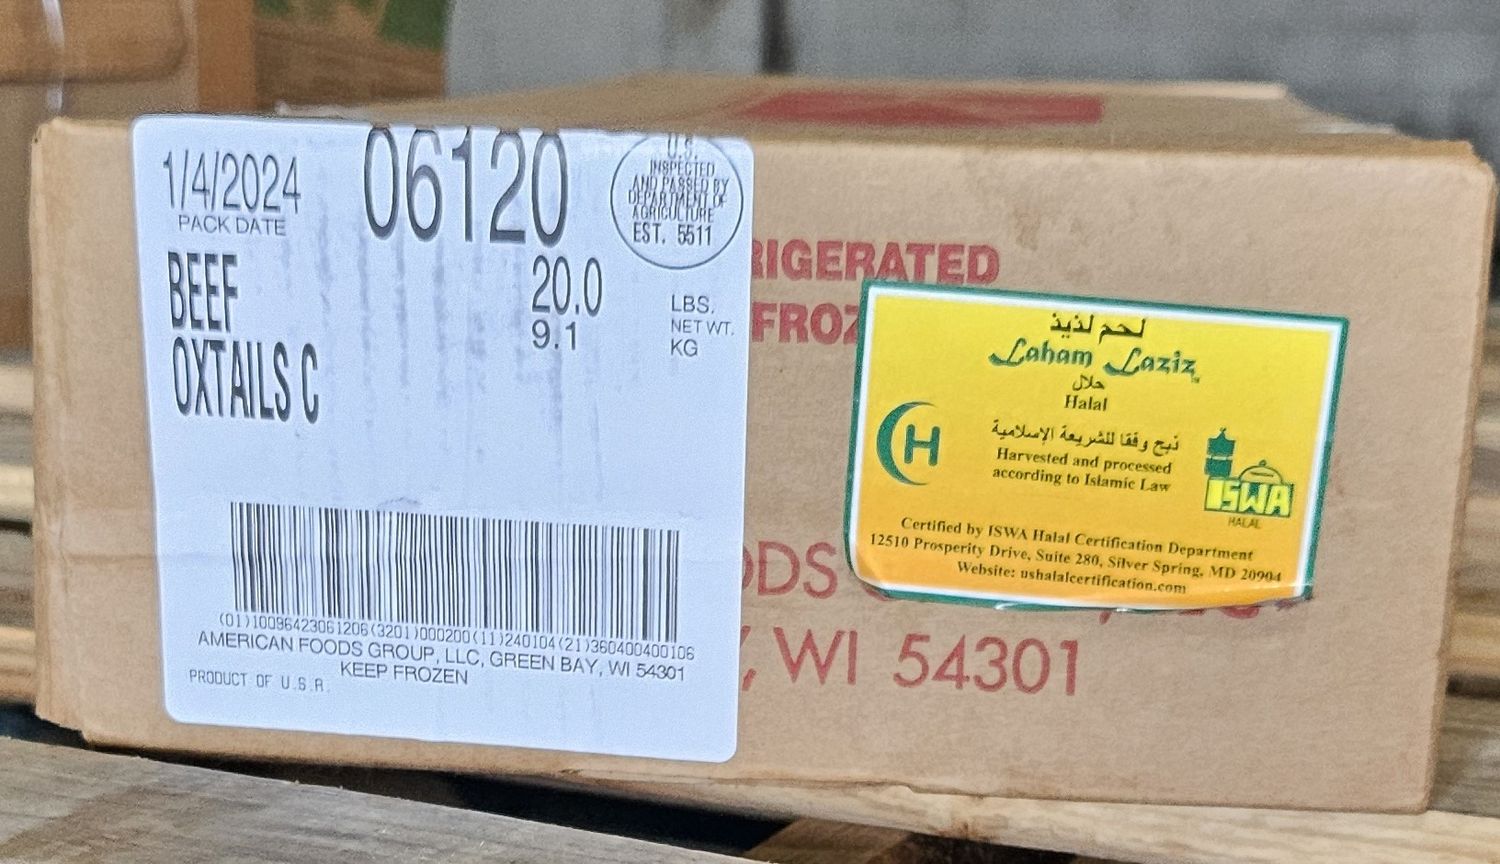 1/4/2024
PACK DATE
06120
U.S.
INSPECTED
AND PASSED BY
DEPARTMENT OF
AGRICULTURE
EST. 5511
BEEF
OXTAILS C
20.0
9.1
LBS.
NET WT.
KG
(01)10096423061206(3201)000200(11)240104(21)360400400106
AMERICAN FOODS GROUP, LLC, GREEN BAY, WI 54301
KEEP FROZEN
PRODUCT OF U.S.A.
RIGERATED
FROZ
ODS
, WI 54301
لحم لذيذ
Laham Laziz™
حلال
Halal
CH
ذبح وفقا للشريعة الإسلامية
Harvested and processed
according to Islamic Law
ISWA
HALAL
Certified by ISWA Halal Certification Department
12510 Prosperity Drive, Suite 280, Silver Spring, MD 20904
Website: ushalalcertification.com